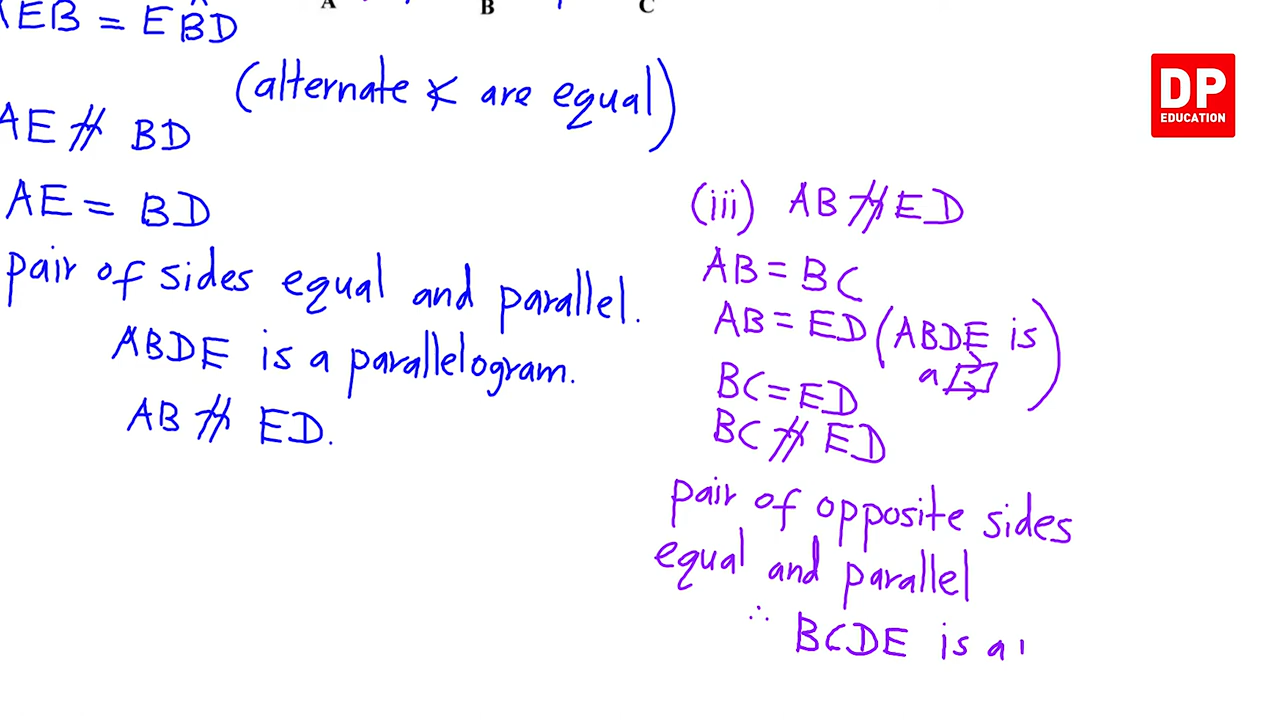 A B C
AEB = EBD
(alternate ∠s are equal)
AE // BD
AE = BD
pair of sides equal and parallel.
ABDE is a parallelogram.
AB // ED.
DP
EDUCATION
(iii) AB // ED
AB = BC
AB = ED (ABDE is
a ▱)
BC = ED
BC // ED
pair of opposite sides
equal and parallel
∴ BCDE is a